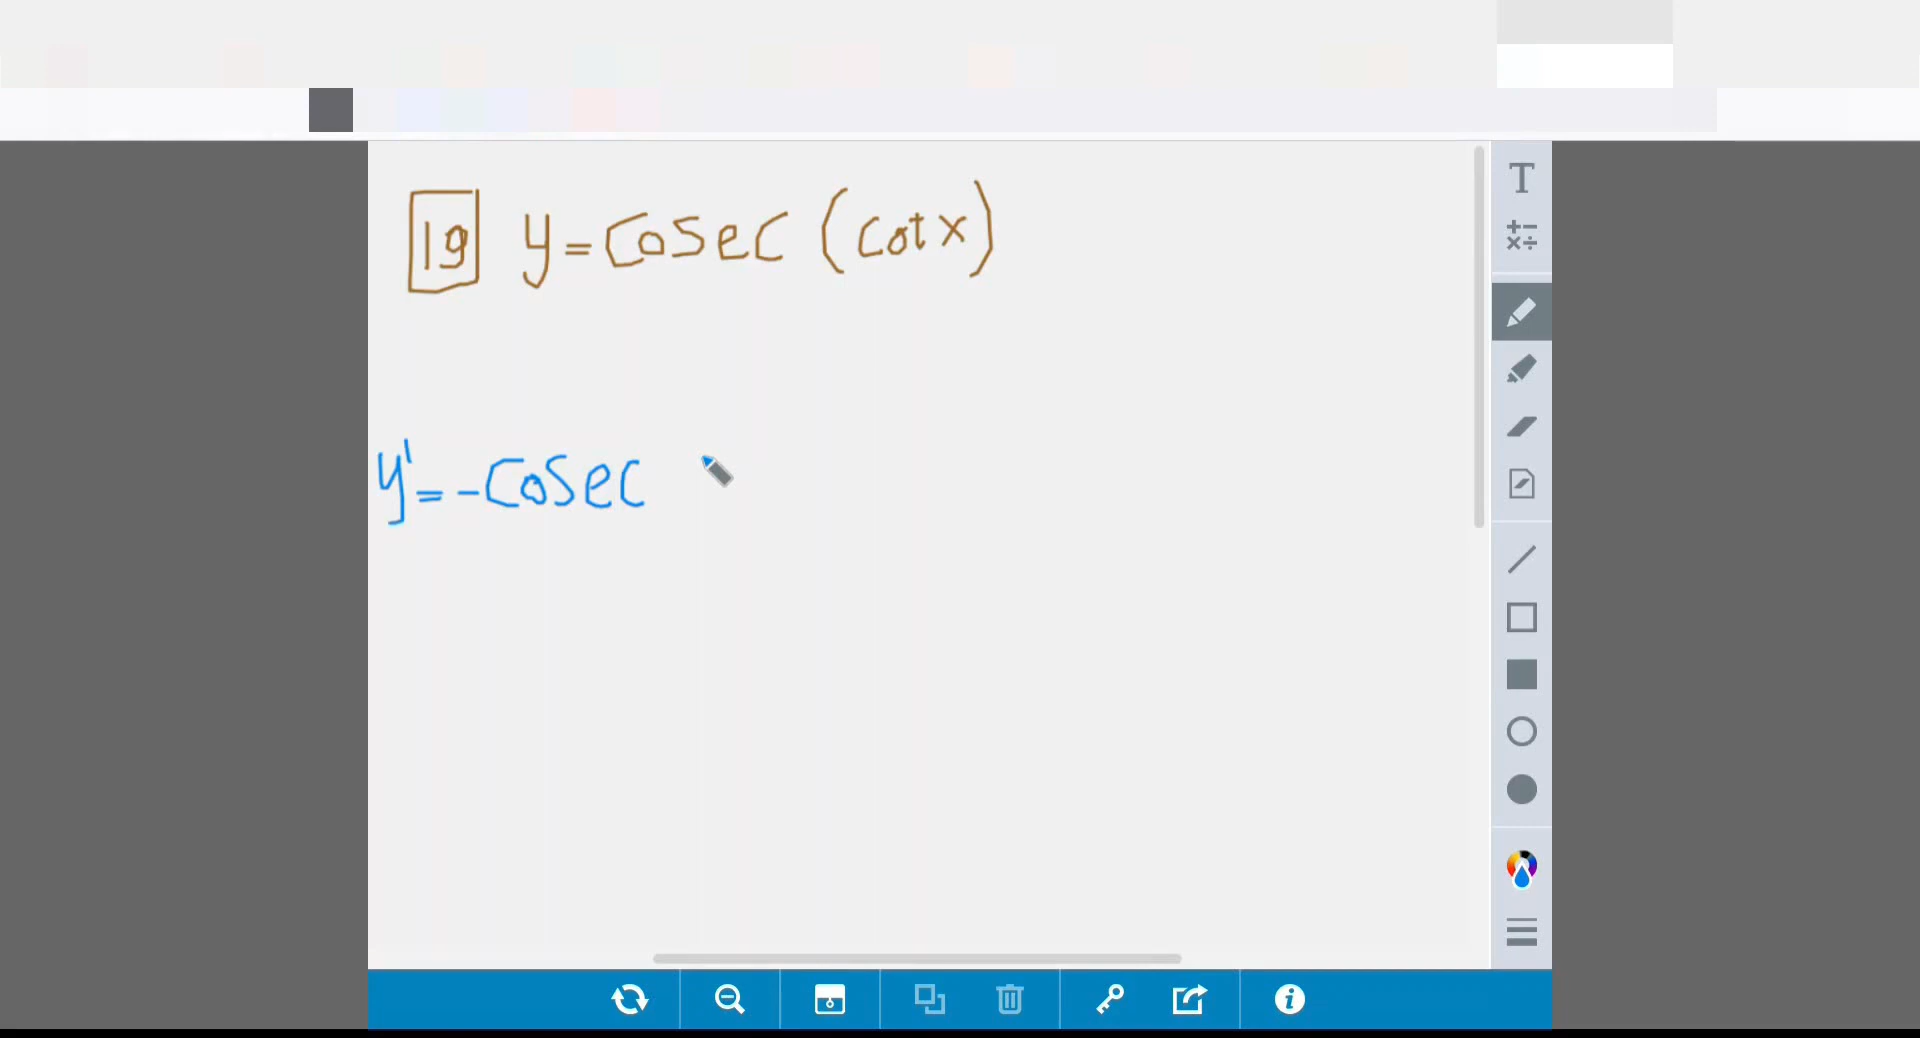 19 y = cosec (cot x)
y' = - cosec